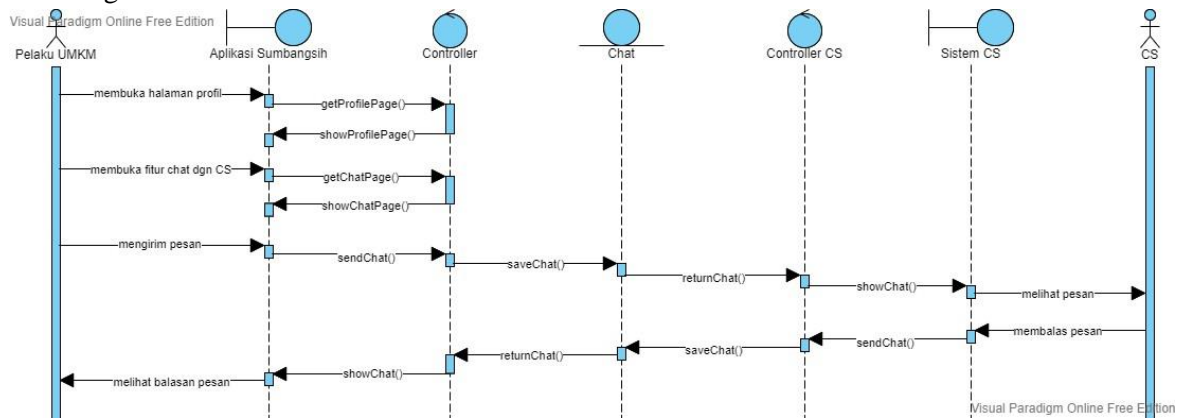 Visual Paradigm Online Free Edition
Pelaku UMKM
Aplikasi Sumbangsih
Controller
Chat
Controller CS
Sistem CS
CS
membuka halaman profil
getProfilePage()
showProfilePage()
membuka fitur chat dgn CS
getChatPage()
showChatPage()
mengirim pesan
sendChat()
saveChat()
returnChat()
showChat()
melihat pesan
membalas pesan
sendChat()
saveChat()
returnChat()
showChat()
melihat balasan pesan
Visual Paradigm Online Free Edition